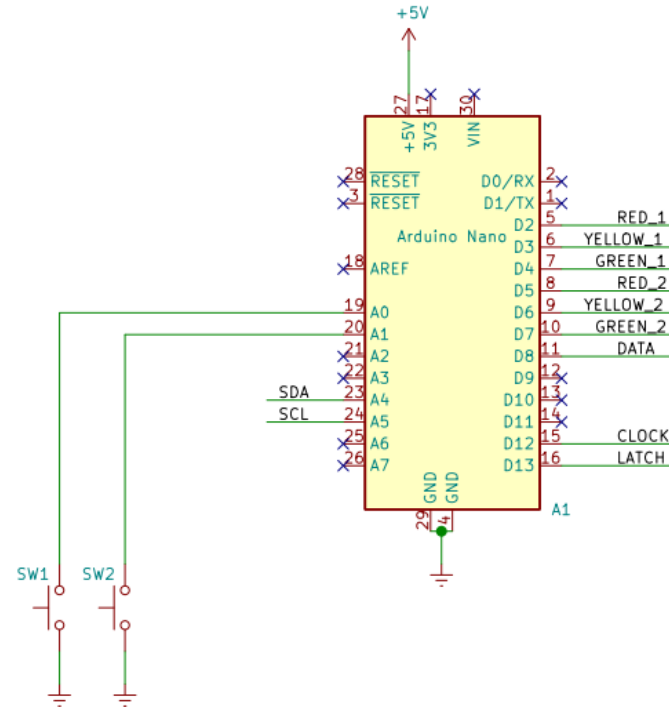 +5V
27
17
30
+5V
3V3
VIN
28 RESET D0/RX 2
3 RESET D1/TX 1
D2 5 RED_1
Arduino Nano D3 6 YELLOW_1
18 AREF D4 7 GREEN_1
D5 8 RED_2
19 A0 D6 9 YELLOW_2
20 A1 D7 10 GREEN_2
21 A2 D8 11 DATA
22 A3 D9 12
SDA 23 A4 D10 13
SCL 24 A5 D11 14
25 A6 D12 15 CLOCK
26 A7 D13 16 LATCH
GND
GND
29
4
A1
SW1
SW2